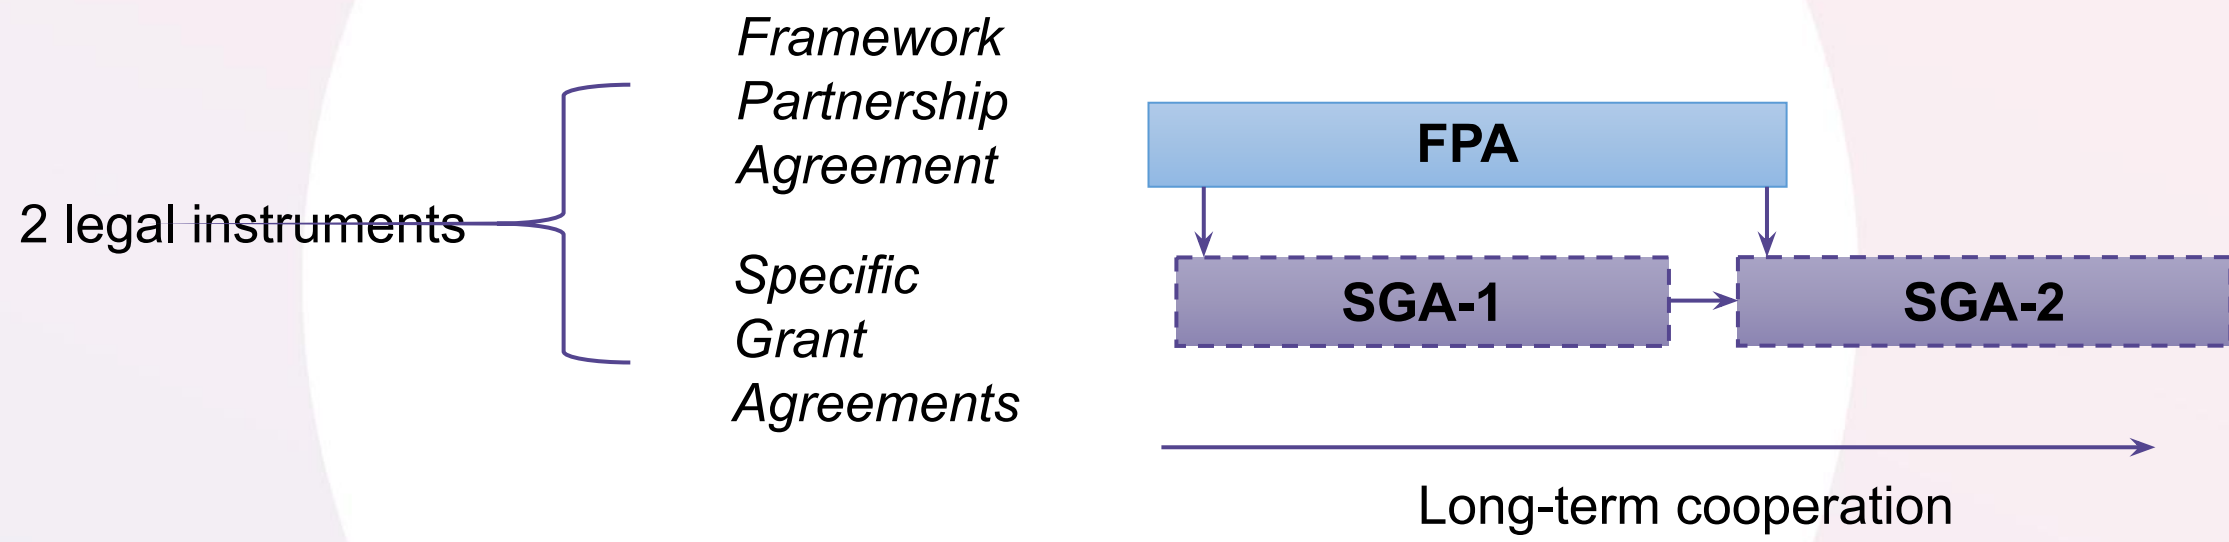 2 legal instruments
Framework
Partnership
Agreement
Specific
Grant
Agreements
FPA
SGA-1
SGA-2
Long-term cooperation